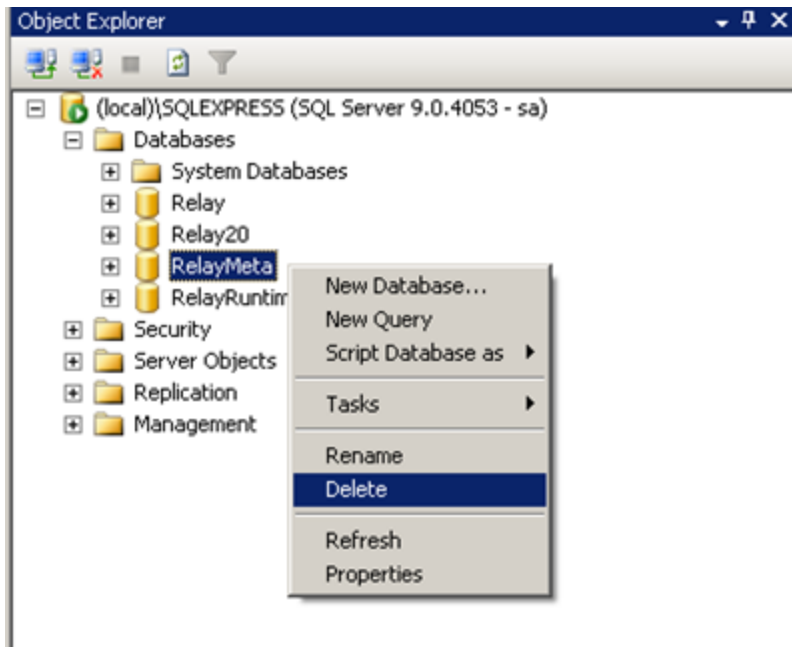 Object Explorer
(local)\SQLEXPRESS (SQL Server 9.0.4053 - sa)
Databases
System Databases
Relay
Relay20
RelayMeta
RelayRuntim
Security
Server Objects
Replication
Management
New Database...
New Query
Script Database as
Tasks
Rename
Delete
Refresh
Properties